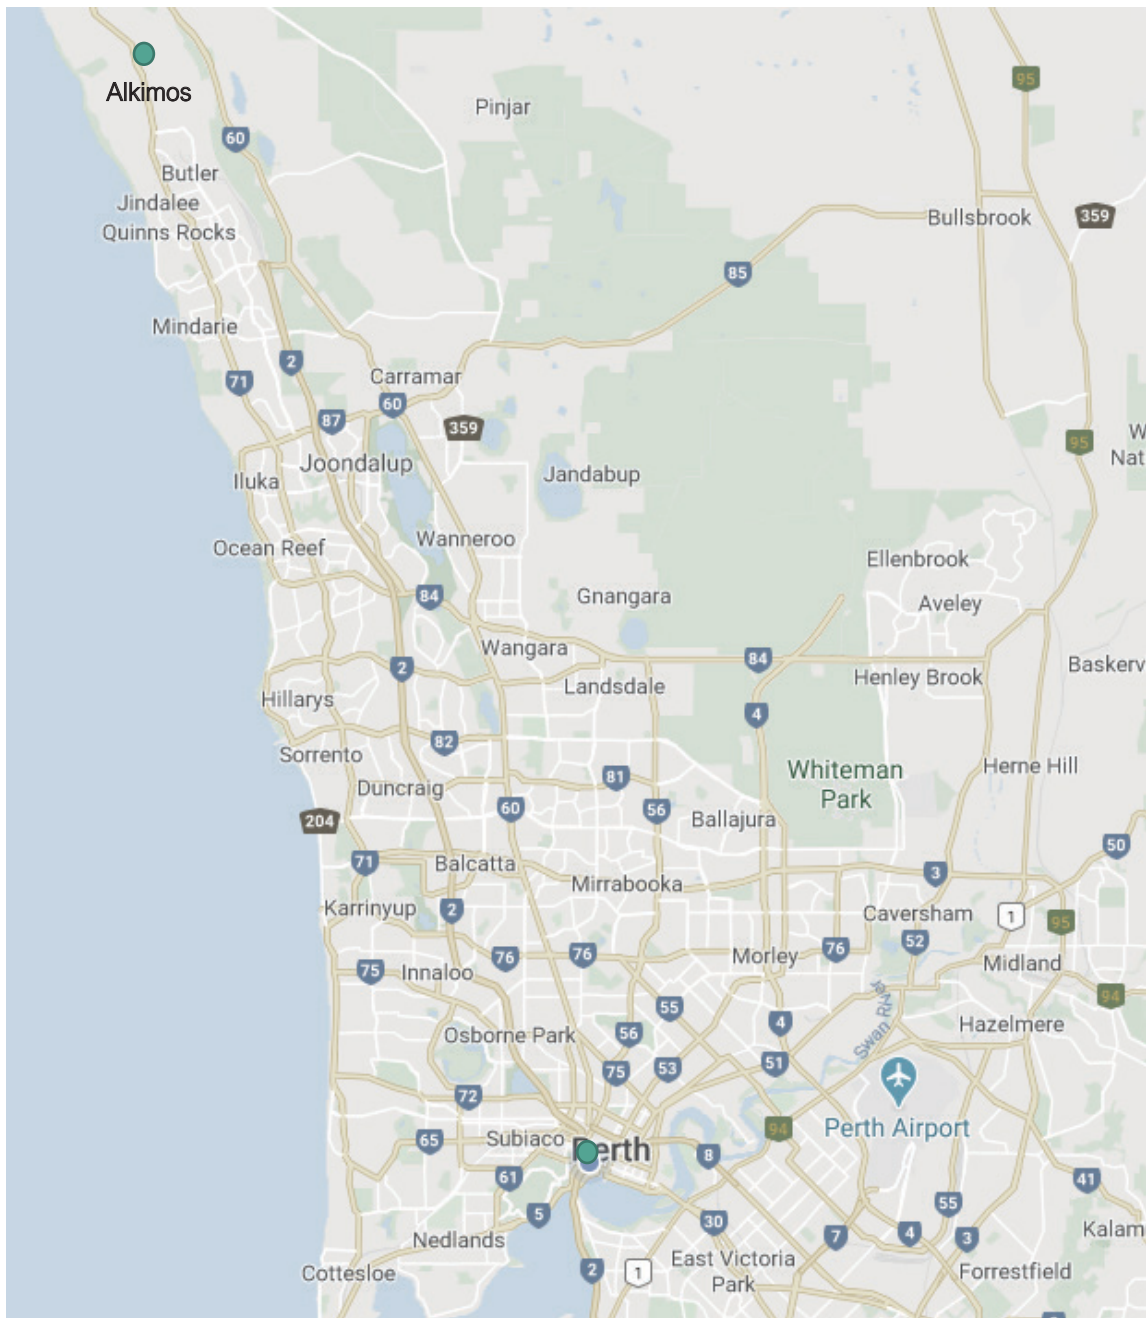 95
Alkimos
Pinjar
60
Butler
Jindalee
Quinns Rocks
Bullsbrook
359
85
Mindarie
2
71
Carramar
60
87
359
95
W
Nat
Joondalup
Iluka
Jandabup
Wanneroo
Ocean Reef
Ellenbrook
84
Gnangara
Aveley
Wangara
84
Baskerv
2
Henley Brook
Landsdale
Hillarys
4
82
Sorrento
Whiteman
Park
Herne Hill
81
Duncraig
60
56
204
Ballajura
50
71
Balcatta
3
Mirrabooka
Karrinyup
2
Caversham
1
95
52
76
76
Morley
76
Midland
75
Innaloo
94
Swan River
55
4
Hazelmere
Osborne Park
56
51
75
53
72
94
Perth Airport
65
Subiaco
Perth
8
61
41
55
5
30
7
4
3
Kalam
Nedlands
East Victoria
Park
2
1
Cottesloe
Forrestfield